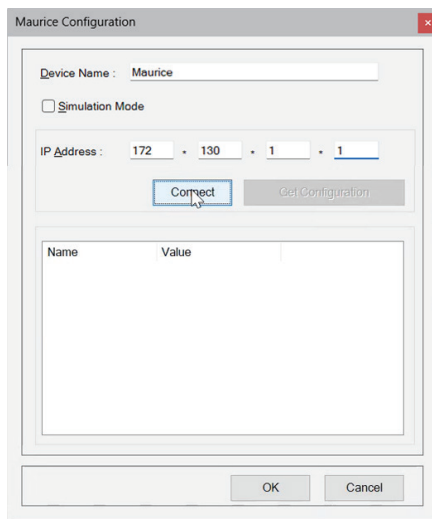 Maurice Configuration
Device Name : Maurice
Simulation Mode
IP Address : 172 . 130 . 1 . 1
Connect Get Configuration
Name Value
OK Cancel